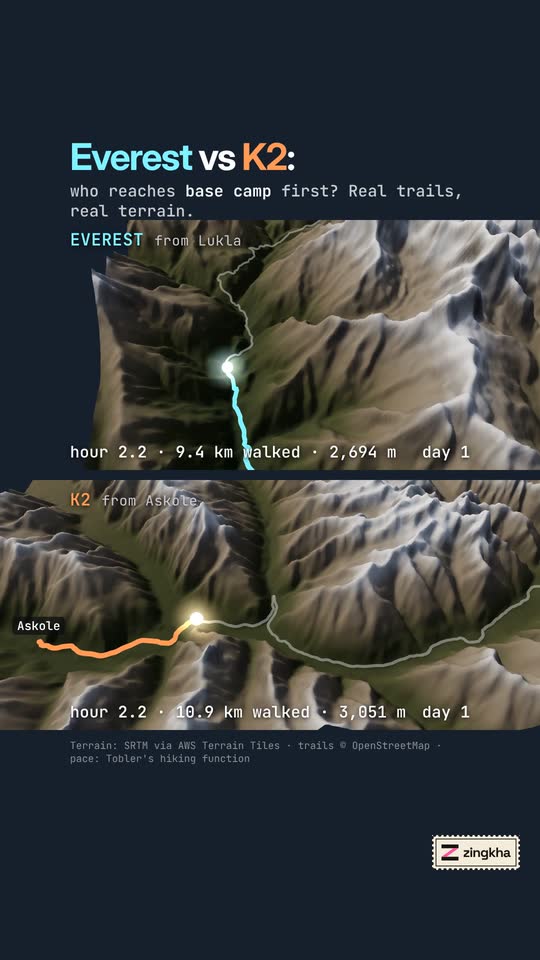 Everest vs K2:
who reaches base camp first? Real trails,
real terrain.
EVEREST from Lukla
hour 2.2 · 9.4 km walked · 2,694 m day 1
K2 from Askole
Askole
hour 2.2 · 10.9 km walked · 3,051 m day 1
Terrain: SRTM via AWS Terrain Tiles · trails © OpenStreetMap ·
pace: Tobler's hiking function
zingkha